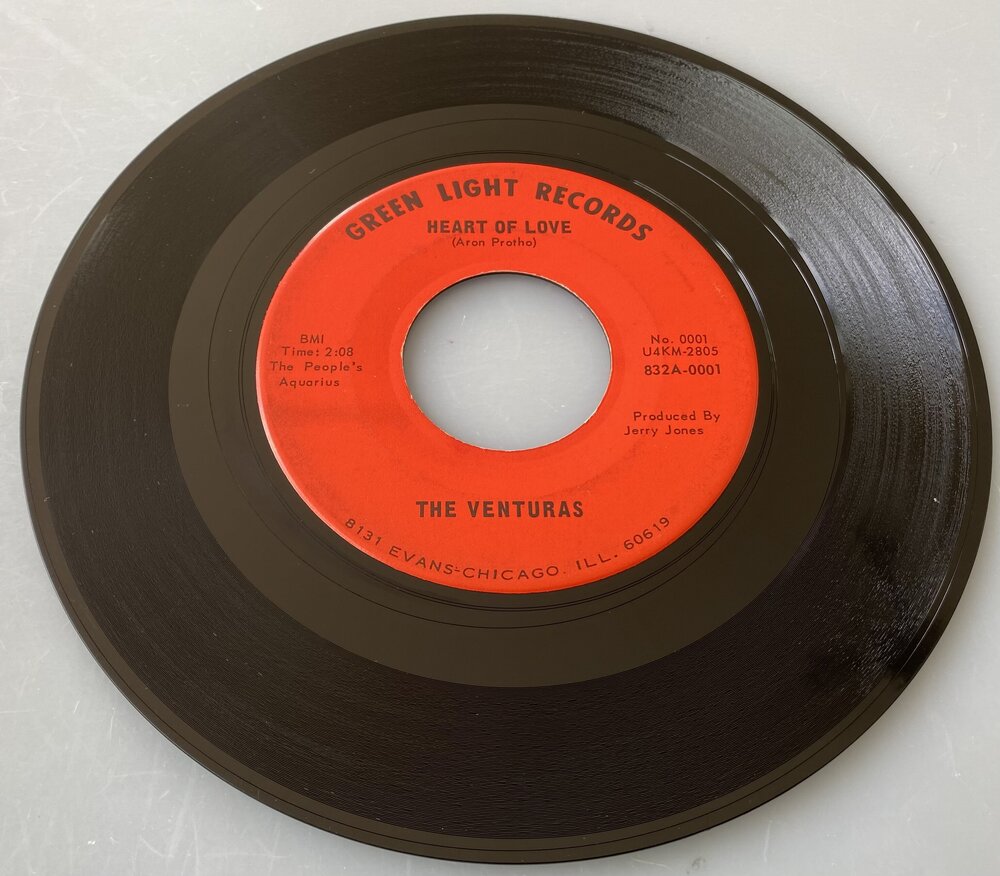 GREEN LIGHT RECORDS
HEART OF LOVE
(Aron Protho)
BMI
Time: 2:08
The People's
Aquarius
No. 0001
U4KM-2805
832A-0001
Produced By
Jerry Jones
THE VENTURAS
8131 EVANS-CHICAGO. ILL. 60619